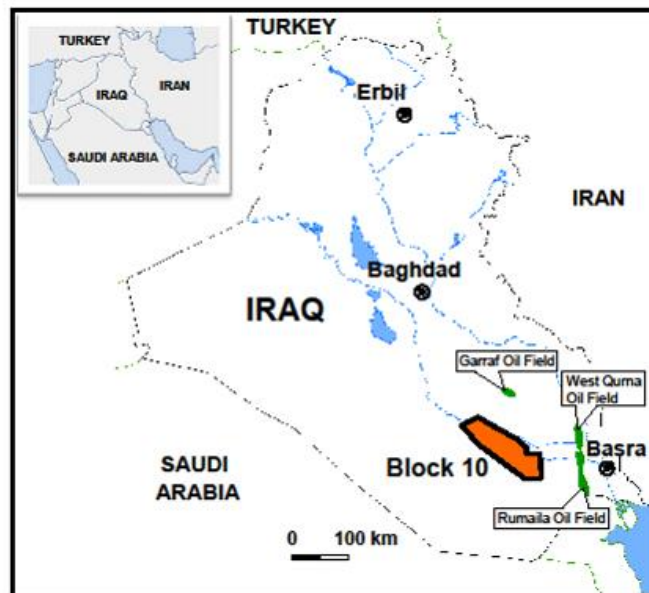 TURKEY
IRAQ
IRAN
SAUDI ARABIA
TURKEY
Erbil
IRAN
Baghdad
IRAQ
Garraf Oil Field
West Qurna
Oil Field
Basra
Block 10
SAUDI
ARABIA
Rumaila Oil Field
0 100 km